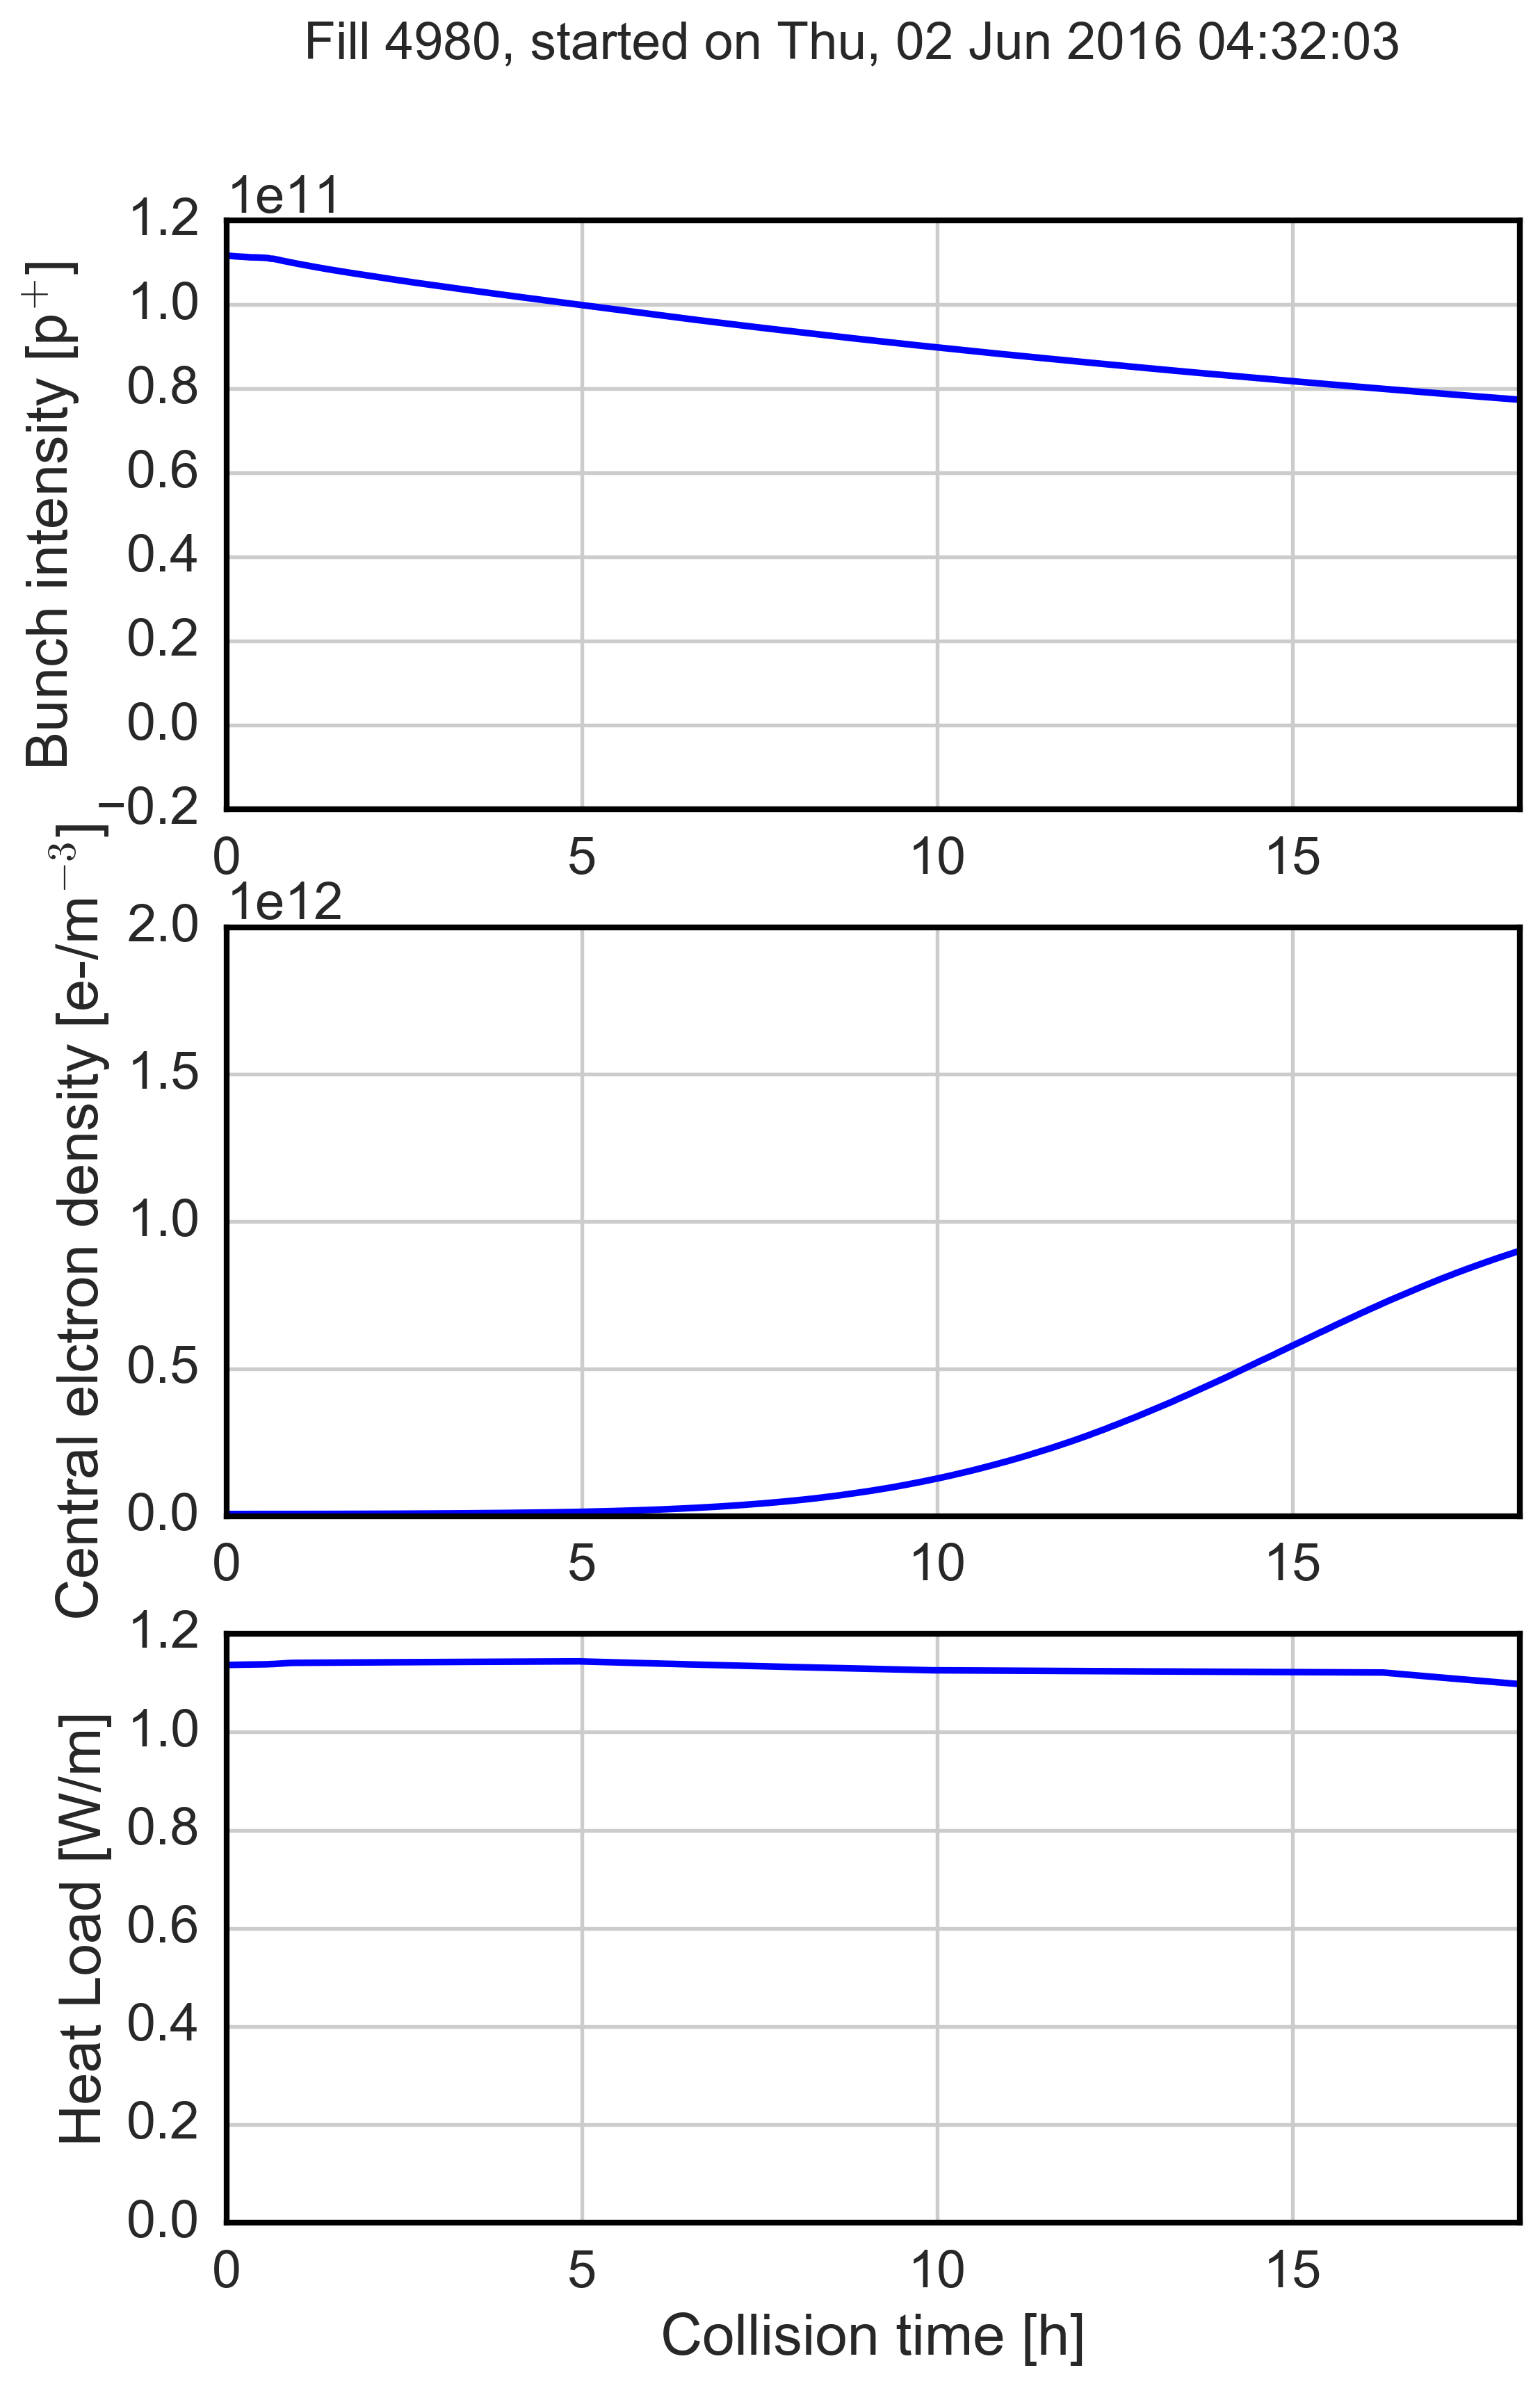 Fill 4980, started on Thu, 02 Jun 2016 04:32:03
1e11
Bunch intensity [p⁺]
1.2
1.0
0.8
0.6
0.4
0.2
0.0
−0.2
0 5 10 15
1e12
Central elctron density [e-/m⁻³]
2.0
1.5
1.0
0.5
0.0
0 5 10 15
Heat Load [W/m]
1.2
1.0
0.8
0.6
0.4
0.2
0.0
0 5 10 15
Collision time [h]